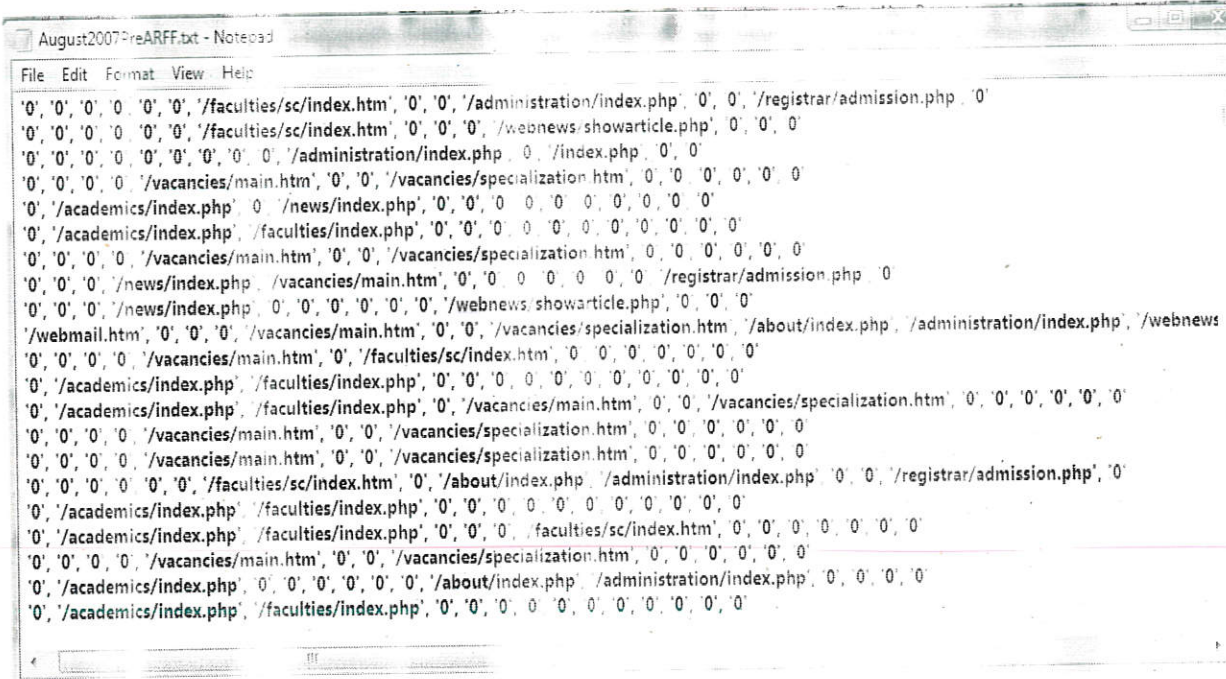 August2007PreARFF.txt - Notepad
File Edit Format View Help
'0', '0', '0', '0', '0', '0', '/faculties/sc/index.htm', '0', '0', '/administration/index.php', '0', '0', '/registrar/admission.php', '0'
'0', '0', '0', '0', '0', '0', '/faculties/sc/index.htm', '0', '0', '0', '/webnews/showarticle.php', '0', '0', '0'
'0', '0', '0', '0', '0', '0', '0', '0', '0', '/administration/index.php', '0', '/index.php', '0', '0'
'0', '0', '0', '0', '/vacancies/main.htm', '0', '0', '/vacancies/specialization.htm', '0', '0', '0', '0', '0', '0'
'0', '/academics/index.php', '0', '/news/index.php', '0', '0', '0', '0', '0', '0', '0', '0', '0', '0'
'0', '/academics/index.php', '/faculties/index.php', '0', '0', '0', '0', '0', '0', '0', '0', '0', '0', '0'
'0', '0', '0', '0', '/vacancies/main.htm', '0', '0', '/vacancies/specialization.htm', '0', '0', '0', '0', '0', '0'
'0', '0', '0', '/news/index.php', '/vacancies/main.htm', '0', '0', '0', '0', '0', '0', '0', '/registrar/admission.php', '0'
'0', '0', '0', '/news/index.php', '0', '0', '0', '0', '0', '0', '/webnews/showarticle.php', '0', '0', '0'
'/webmail.htm', '0', '0', '0', '/vacancies/main.htm', '0', '0', '/vacancies/specialization.htm', '/about/index.php', '/administration/index.php', '/webnews
'0', '0', '0', '0', '/vacancies/main.htm', '0', '/faculties/sc/index.htm', '0', '0', '0', '0', '0', '0', '0'
'0', '/academics/index.php', '/faculties/index.php', '0', '0', '0', '0', '0', '0', '0', '0', '0', '0', '0'
'0', '/academics/index.php', '/faculties/index.php', '0', '/vacancies/main.htm', '0', '0', '/vacancies/specialization.htm', '0', '0', '0', '0', '0', '0'
'0', '0', '0', '0', '/vacancies/main.htm', '0', '0', '/vacancies/specialization.htm', '0', '0', '0', '0', '0', '0'
'0', '0', '0', '0', '/vacancies/main.htm', '0', '0', '/vacancies/specialization.htm', '0', '0', '0', '0', '0', '0'
'0', '0', '0', '0', '0', '0', '/faculties/sc/index.htm', '0', '/about/index.php', '/administration/index.php', '0', '0', '/registrar/admission.php', '0'
'0', '/academics/index.php', '/faculties/index.php', '0', '0', '0', '0', '0', '0', '0', '0', '0', '0', '0'
'0', '/academics/index.php', '/faculties/index.php', '0', '0', '0', '/faculties/sc/index.htm', '0', '0', '0', '0', '0', '0', '0'
'0', '0', '0', '0', '/vacancies/main.htm', '0', '0', '/vacancies/specialization.htm', '0', '0', '0', '0', '0', '0'
'0', '/academics/index.php', '0', '0', '0', '0', '0', '0', '/about/index.php', '/administration/index.php', '0', '0', '0', '0'
'0', '/academics/index.php', '/faculties/index.php', '0', '0', '0', '0', '0', '0', '0', '0', '0', '0', '0'